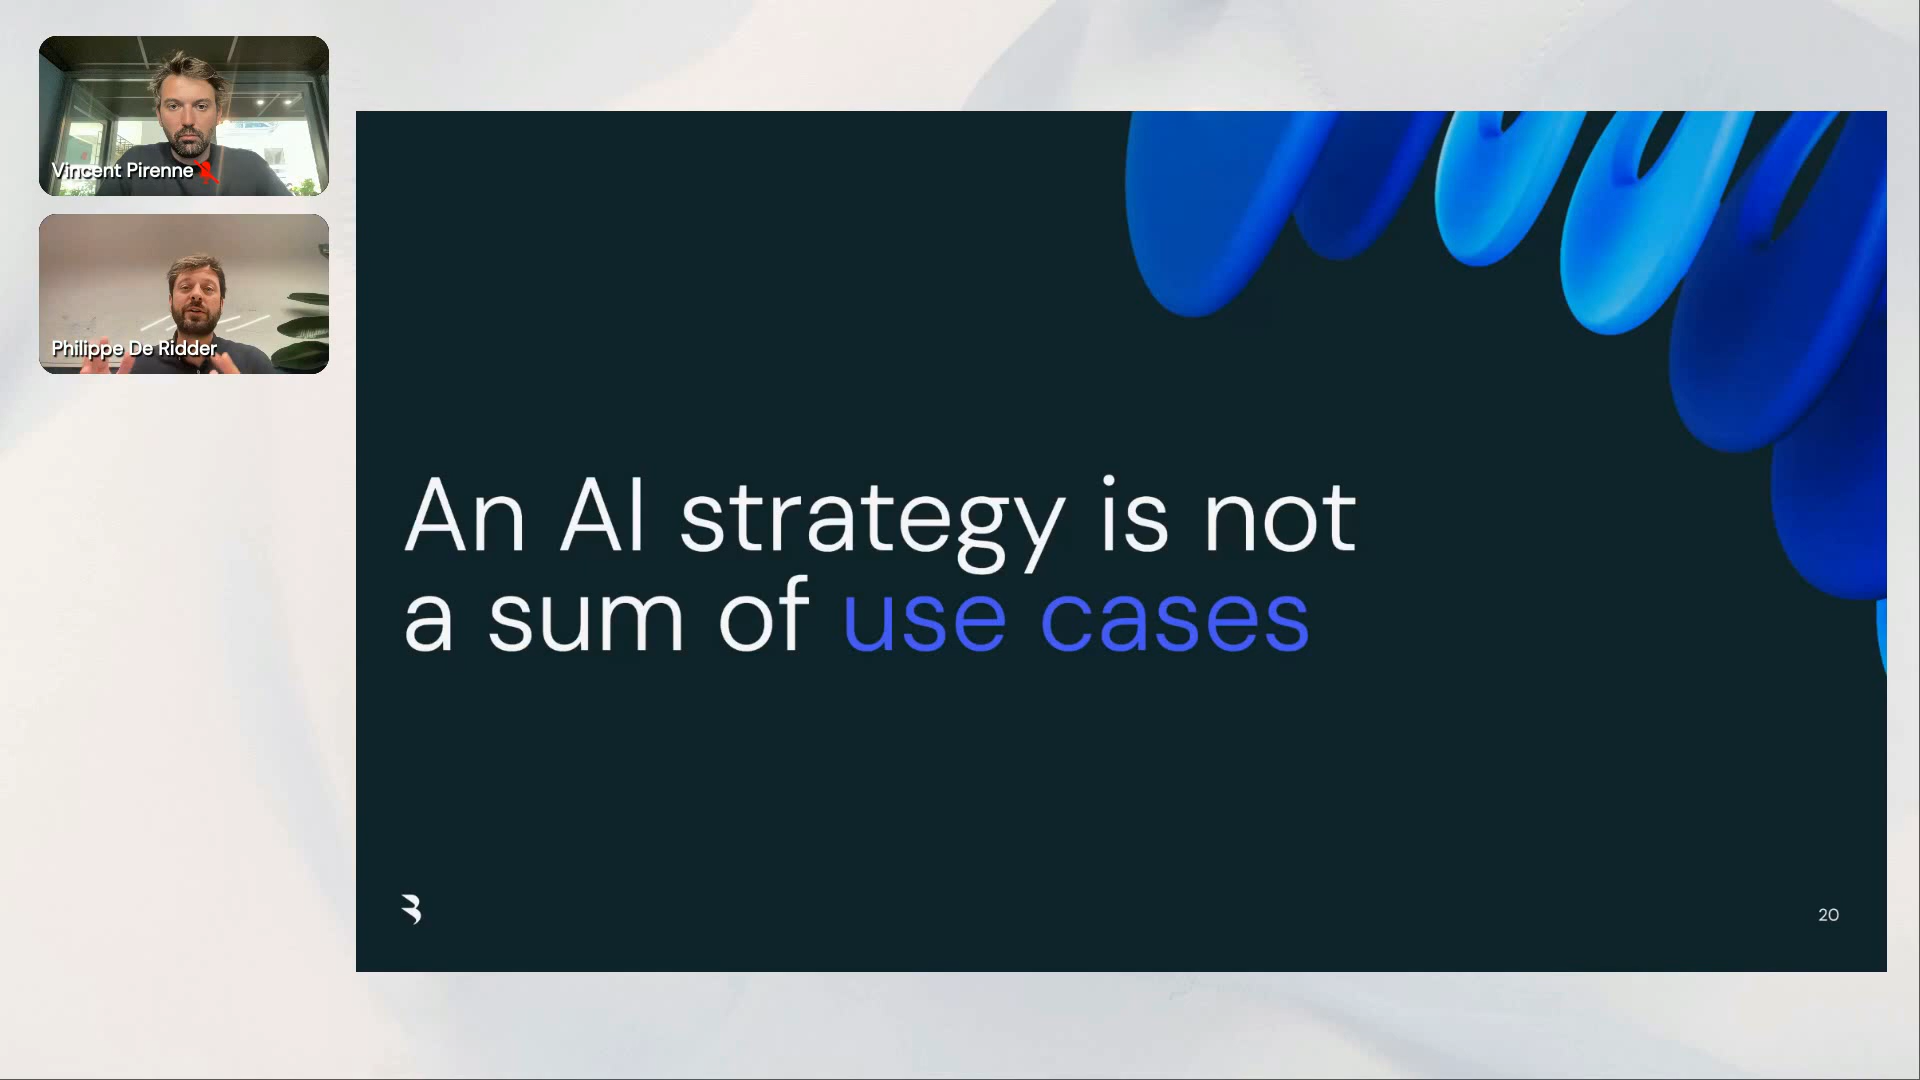 Vincent Pirenne
Philippe De Ridder
An AI strategy is not
a sum of use cases
20